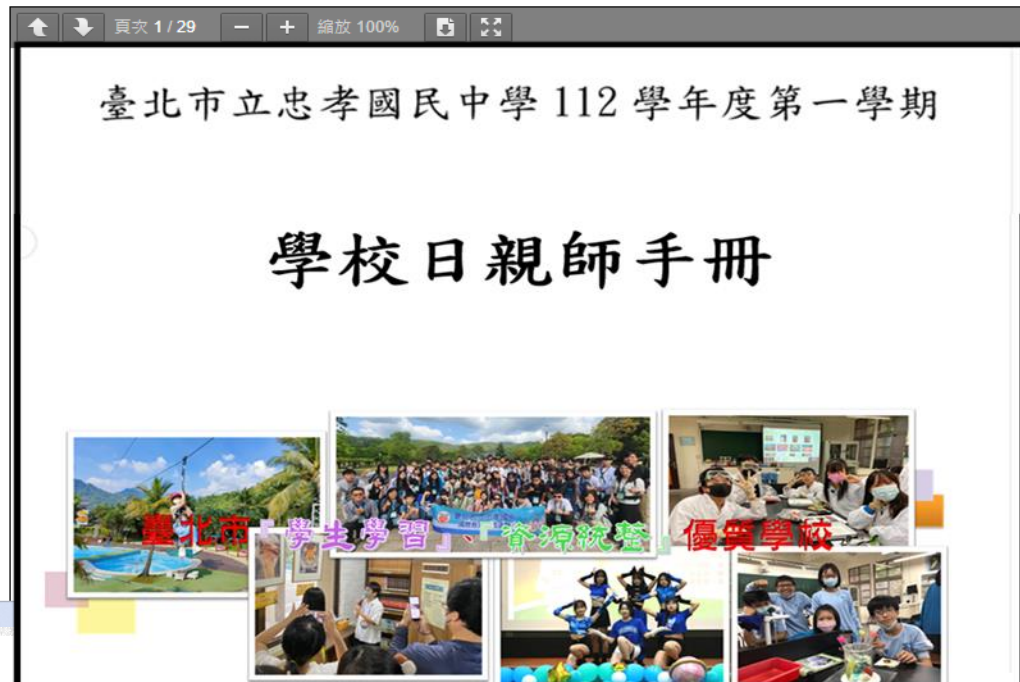 頁次 1 / 29 縮放 100%
臺北市立忠孝國民中學 112 學年度第一學期
學校日親師手冊
臺北市『學生學習』、『資源統整』優質學校